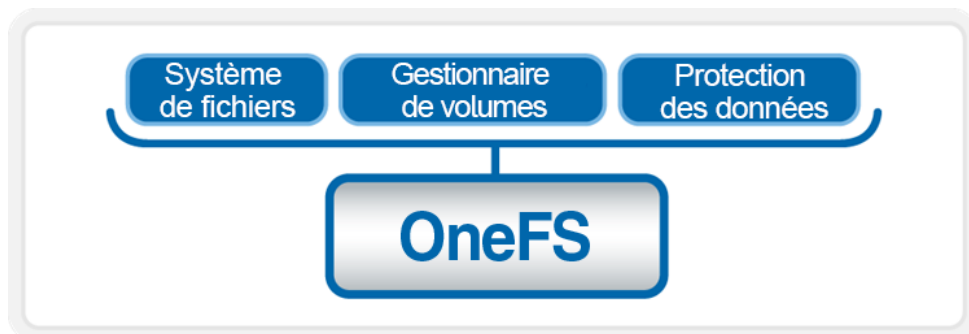 Système
de fichiers
Gestionnaire
de volumes
Protection
des données
OneFS